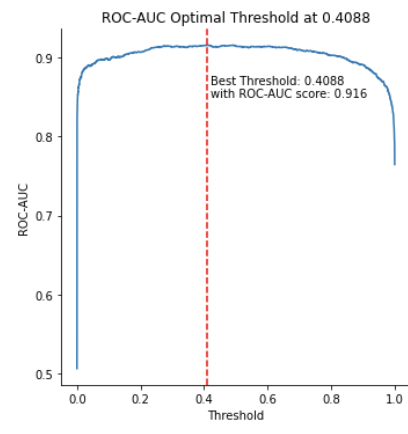 ROC-AUC Optimal Threshold at 0.4088
0.9
Best Threshold: 0.4088
with ROC-AUC score: 0.916
0.8
ROC-AUC
0.7
0.6
0.5
0.0 0.2 0.4 0.6 0.8 1.0
Threshold